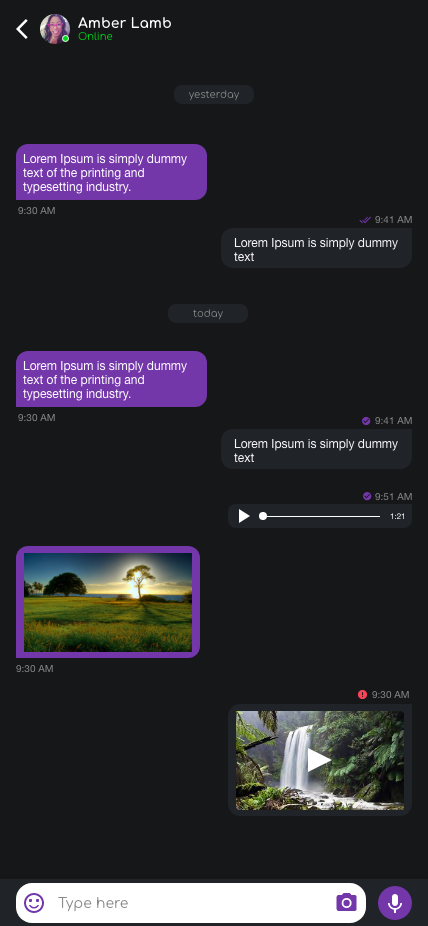 Amber Lamb
Online
yesterday
Lorem Ipsum is simply dummy
text of the printing and
typesetting industry.
9:30 AM
9:41 AM
Lorem Ipsum is simply dummy
text
today
Lorem Ipsum is simply dummy
text of the printing and
typesetting industry.
9:30 AM
9:41 AM
Lorem Ipsum is simply dummy
text
9:51 AM
1:21
9:30 AM
9:30 AM
Type here